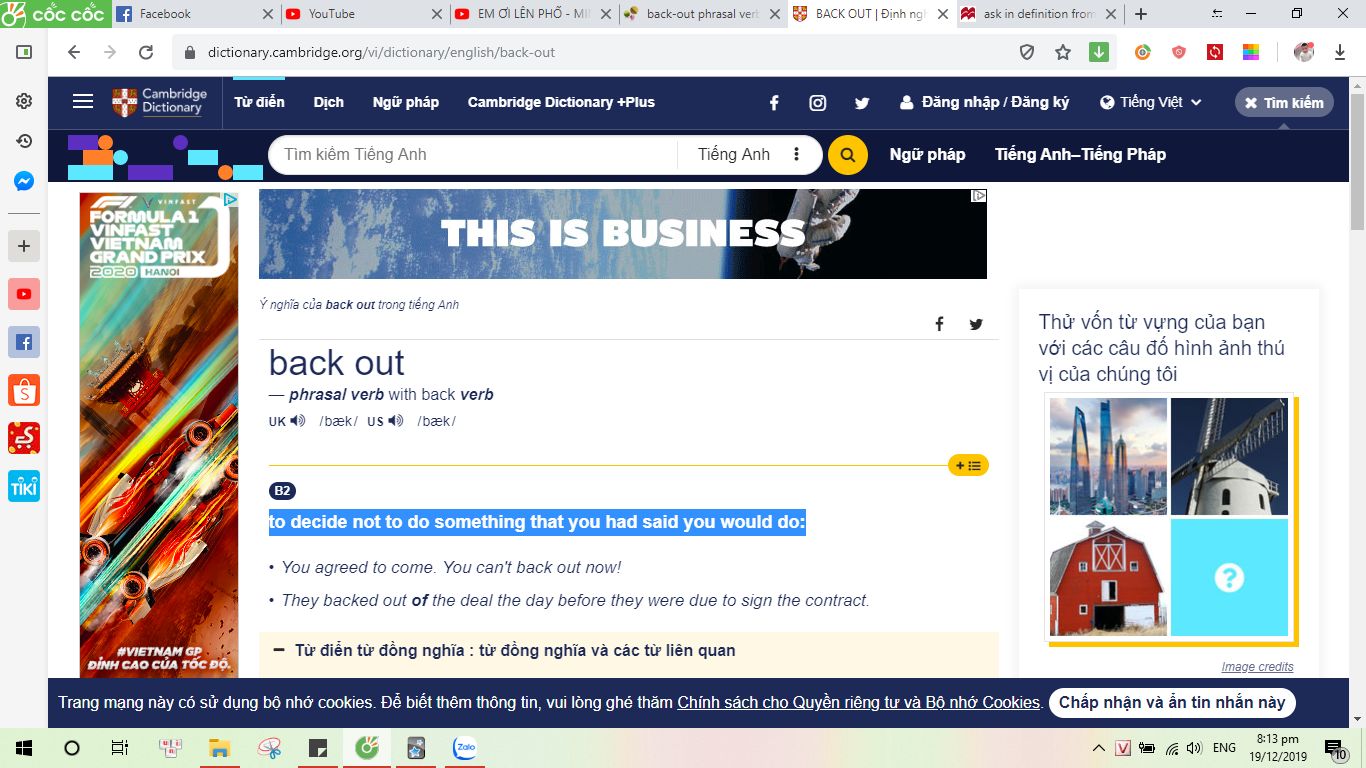 cốc cốc
Facebook
YouTube
EM ƠI LÊN PHỐ - MI
back-out phrasal ver
BACK OUT | Định ngh
ask in definition from
dictionary.cambridge.org/vi/dictionary/english/back-out
Cambridge
Dictionary
Từ điển
Dịch
Ngữ pháp
Cambridge Dictionary +Plus
Đăng nhập / Đăng ký
Tiếng Việt
Tìm kiếm
Tìm kiếm Tiếng Anh
Tiếng Anh
Ngữ pháp
Tiếng Anh–Tiếng Pháp
VINFAST
FORMULA 1
VINFAST
VIETNAM
GRAND PRIX
2020 HANOI
THIS IS BUSINESS
Ý nghĩa của back out trong tiếng Anh
back out
— phrasal verb with back verb
UK /bæk/ US /bæk/
B2
to decide not to do something that you had said you would do:
• You agreed to come. You can't back out now!
• They backed out of the deal the day before they were due to sign the contract.
Từ điển từ đồng nghĩa : từ đồng nghĩa và các từ liên quan
Thử vốn từ vựng của bạn
với các câu đố hình ảnh thú
vị của chúng tôi
?
Image credits
#VIETNAM GP
ĐỈNH CAO CỦA TỐC ĐỘ.
TIKI
Trang mạng này có sử dụng bộ nhớ cookies. Để biết thêm thông tin, vui lòng ghé thăm Chính sách cho Quyền riêng tư và Bộ nhớ Cookies.
Chấp nhận và ẩn tin nhắn này
Zalo
V
ENG
8:13 pm
19/12/2019
10